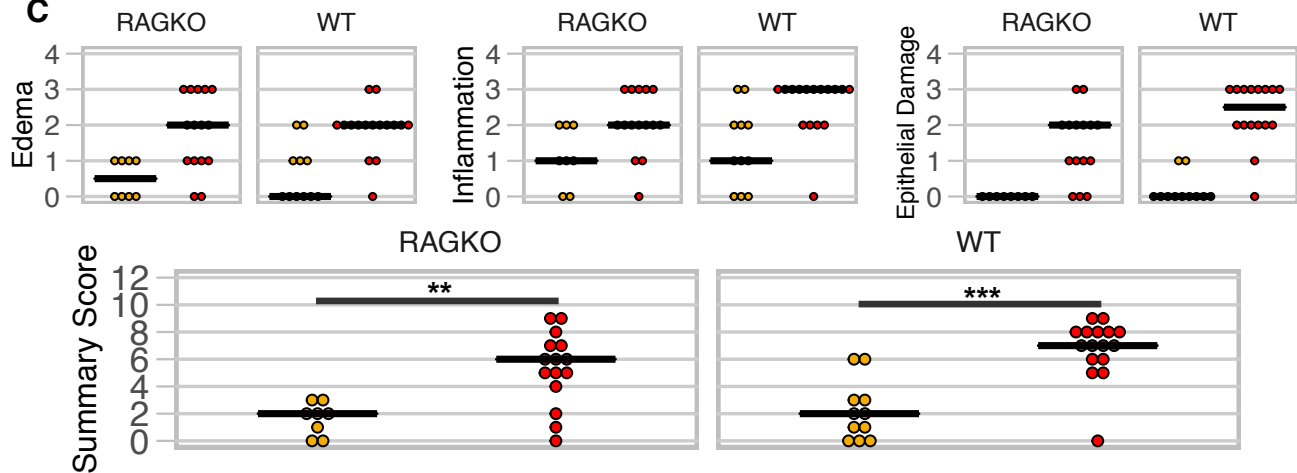 C
RAGKO WT
Edema
4
3
2
1
0
RAGKO WT
Inflammation
4
3
2
1
0
RAGKO WT
Epithelial Damage
4
3
2
1
0
RAGKO WT
Summary Score
12
10
8
6
4
2
0
** ***